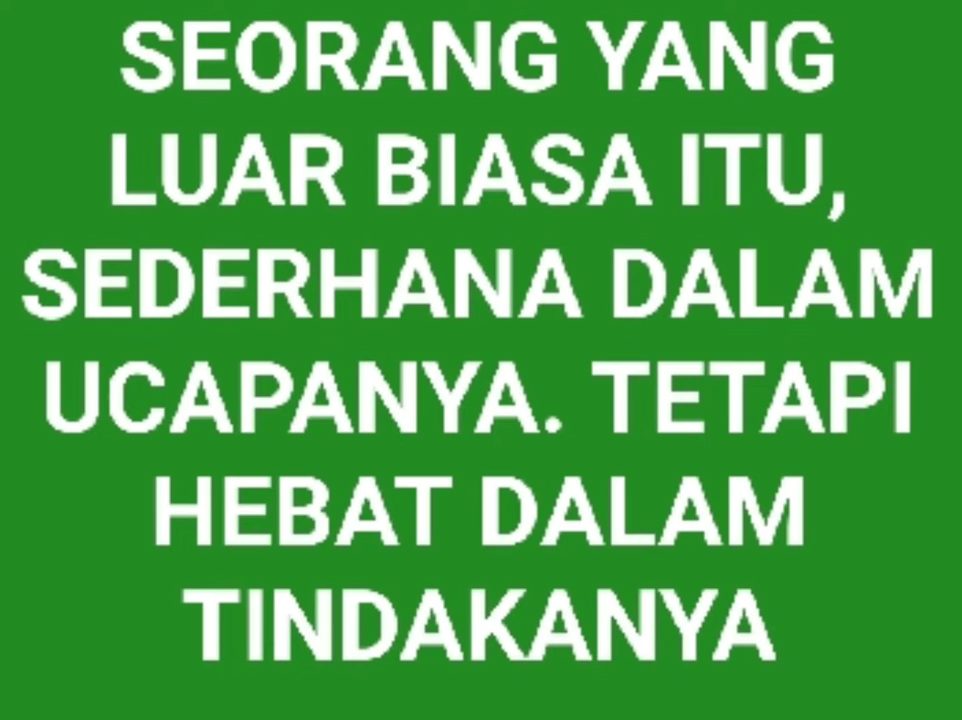 SEORANG YANG
LUAR BIASA ITU,
SEDERHANA DALAM
UCAPANYA. TETAPI
HEBAT DALAM
TINDAKANYA